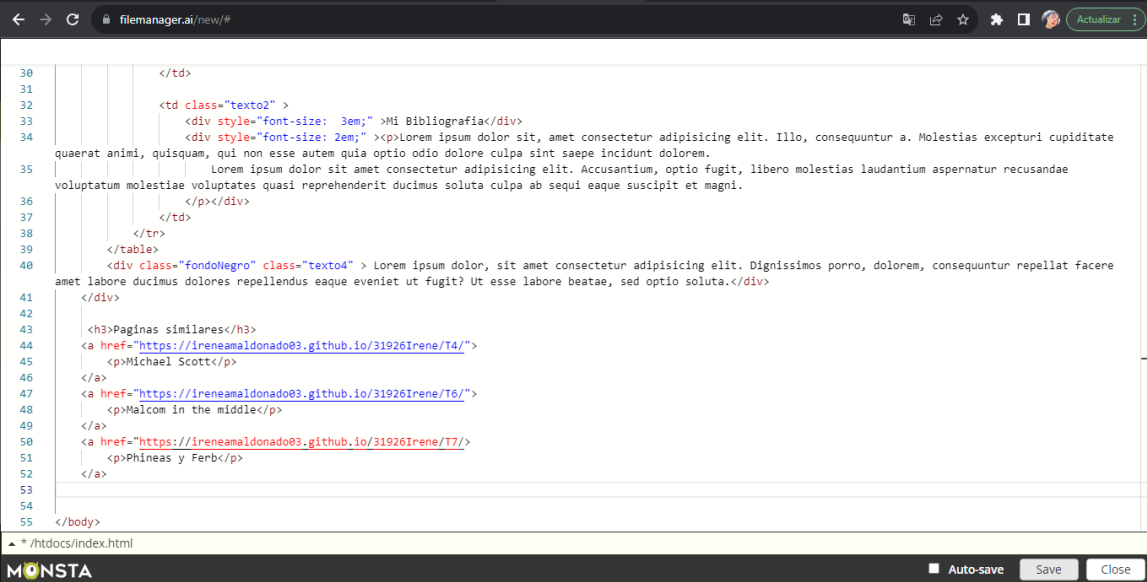 filemanager.ai/new/#
Actualizar
30 </td>
31
32 <td class="texto2" >
33 <div style="font-size:  3em;" >Mi Bibliografia</div>
34 <div style="font-size: 2em;" ><p>Lorem ipsum dolor sit, amet consectetur adipisicing elit. Illo, consequuntur a. Molestias excepturi cupiditate
quaerat animi, quisquam, qui non esse autem quia optio odio dolore culpa sint saepe incidunt dolorem.
35 Lorem ipsum dolor sit amet consectetur adipisicing elit. Accusantium, optio fugit, libero molestias laudantium aspernatur recusandae
voluptatum molestiae voluptates quasi reprehenderit ducimus soluta culpa ab sequi eaque suscipit et magni.
36 </p></div>
37 </td>
38 </tr>
39 </table>
40 <div class="fondoNegro" class="texto4" > Lorem ipsum dolor, sit amet consectetur adipisicing elit. Dignissimos porro, dolorem, consequuntur repellat facere
amet labore ducimus dolores repellendus eaque eveniet ut fugit? Ut esse labore beatae, sed optio soluta.</div>
41 </div>
42
43 <h3>Paginas similares</h3>
44 <a href="https://ireneamaldonado03.github.io/31926Irene/T4/">
45 <p>Michael Scott</p>
46 </a>
47 <a href="https://ireneamaldonado03.github.io/31926Irene/T6/">
48 <p>Malcom in the middle</p>
49 </a>
50 <a href="https://ireneamaldonado03.github.io/31926Irene/T7/>
51 <p>Phineas y Ferb</p>
52 </a>
53
54
55 </body>
* /htdocs/index.html
MONSTA
Auto-save
Save
Close